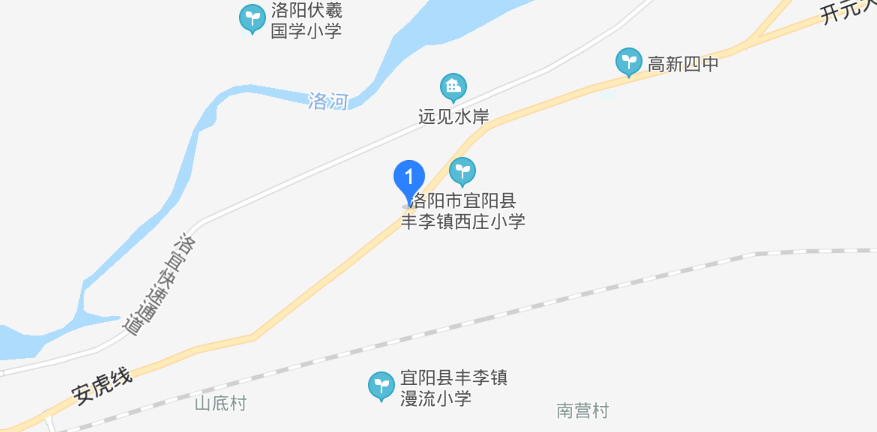 洛阳伏羲
国学小学
开元大
高新四中
洛河
远见水岸
1
洛阳市宜阳县
丰李镇西庄小学
洛宜快速通道
安虎线
宜阳县丰李镇
漫流小学
山底村
南营村